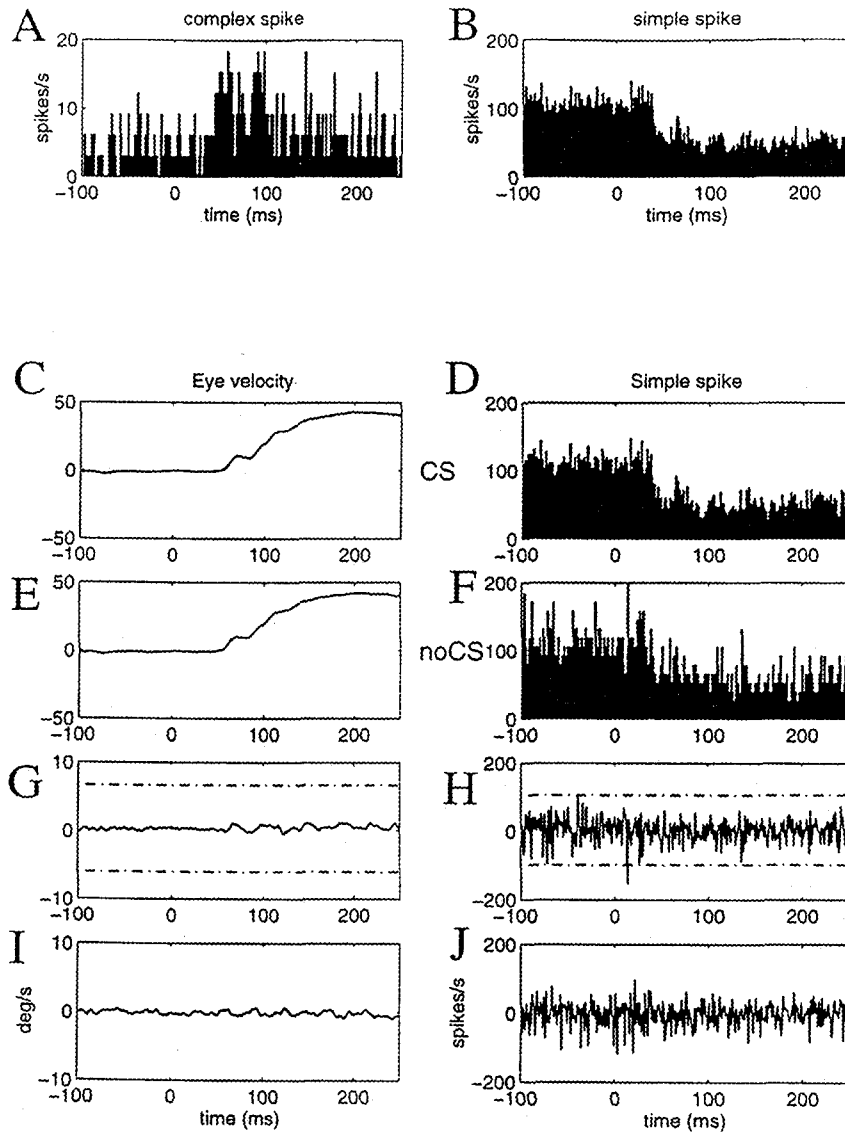 A complex spike
B simple spike
20
10
0
spikes/s
-100 0 100 200
time (ms)
200
100
0
spikes/s
-100 0 100 200
time (ms)
C Eye velocity
50
0
-50
-100 0 100 200
D Simple spike
CS
200
100
0
-100 0 100 200
E
50
0
-50
-100 0 100 200
F
noCS
200
100
0
-100 0 100 200
G
10
0
-10
-100 0 100 200
H
200
0
-200
-100 0 100 200
I
10
0
-10
deg/s
-100 0 100 200
time (ms)
J
200
0
-200
spikes/s
-100 0 100 200
time (ms)